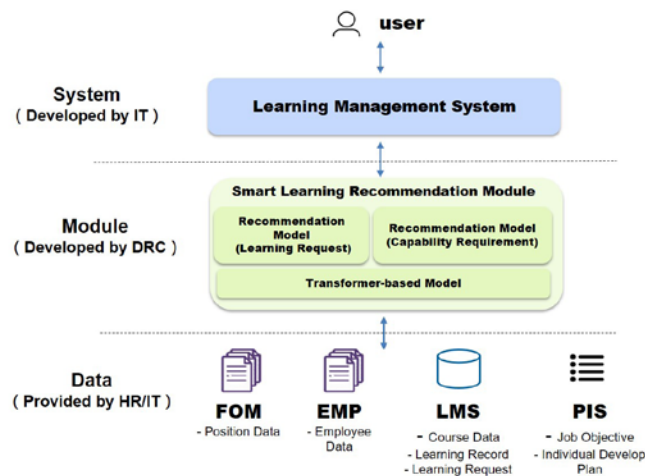 user
System
( Developed by IT )
Learning Management System
Module
( Developed by DRC )
Smart Learning Recommendation Module
Recommendation
Model
(Learning Request)
Recommendation Model
(Capability Requirement)
Transformer-based Model
Data
(Provided by HR/IT)
FOM
- Position Data
EMP
- Employee
Data
LMS
- Course Data
- Learning Record
- Learning Request
PIS
- Job Objective
- Individual Develop
Plan